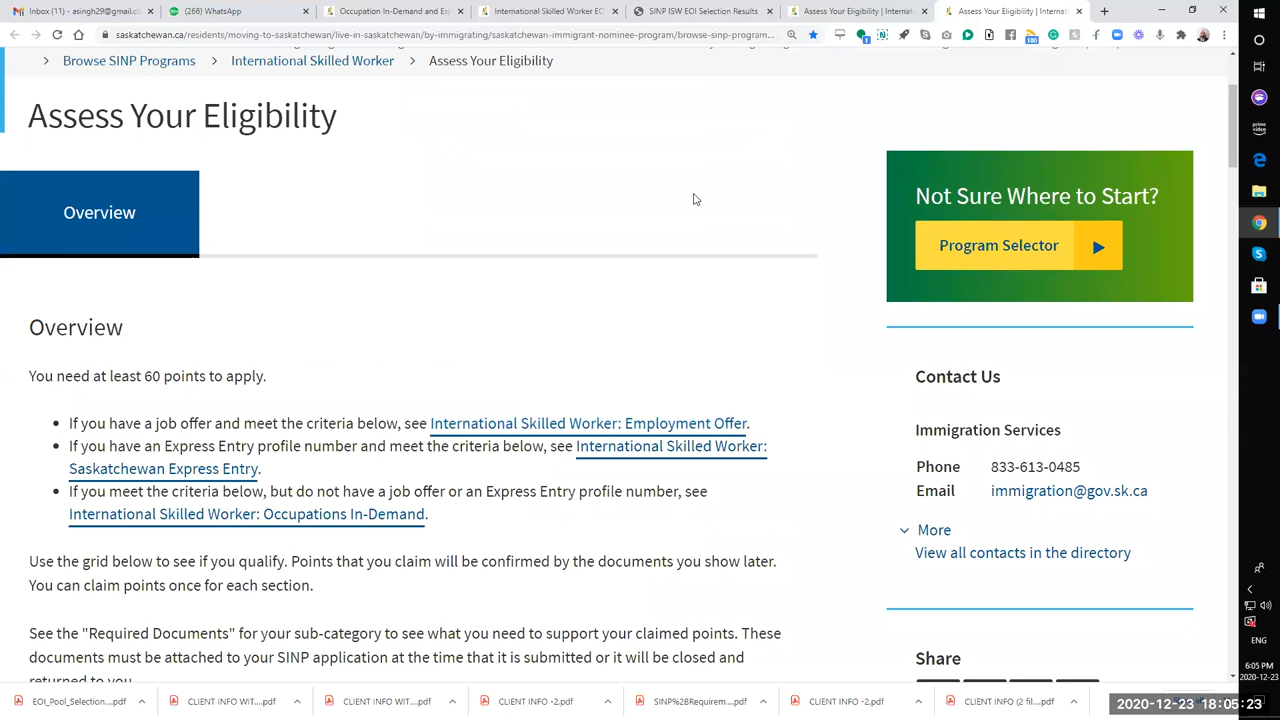 Inbox (31) - asingh29@gmail.co
(266) WhatsApp
Occupation In-Demand and Exp
International Skilled Worker EO
SINP ISW EOI Selection Results
Assess Your Eligibility | Internat
Assess Your Eligibility | Internat
saskatchewan.ca/residents/moving-to-saskatchewan/live-in-saskatchewan/by-immigrating/saskatchewan-immigrant-nominee-program/browse-sinp-program...
Browse SINP Programs > International Skilled Worker > Assess Your Eligibility
Assess Your Eligibility
Overview
Not Sure Where to Start?
Program Selector
Overview
You need at least 60 points to apply.
• If you have a job offer and meet the criteria below, see International Skilled Worker: Employment Offer.
• If you have an Express Entry profile number and meet the criteria below, see International Skilled Worker:
Saskatchewan Express Entry.
• If you meet the criteria below, but do not have a job offer or an Express Entry profile number, see
International Skilled Worker: Occupations In-Demand.
Use the grid below to see if you qualify. Points that you claim will be confirmed by the documents you show later.
You can claim points once for each section.
See the "Required Documents" for your sub-category to see what you need to support your claimed points. These
documents must be attached to your SINP application at the time that it is submitted or it will be closed and
returned to you.
Contact Us
Immigration Services
Phone 833-613-0485
Email immigration@gov.sk.ca
More
View all contacts in the directory
Share
prime video
ENG
6:05 PM
2020-12-23
EOI_Pool_Selection....pdf
CLIENT INFO WIT....pdf
CLIENT INFO WIT....pdf
CLIENT INFO -2.pdf
SINP%2BRequirem....pdf
CLIENT INFO -2.pdf
CLIENT INFO (2 fil....pdf
2020-12-23 18:05:23